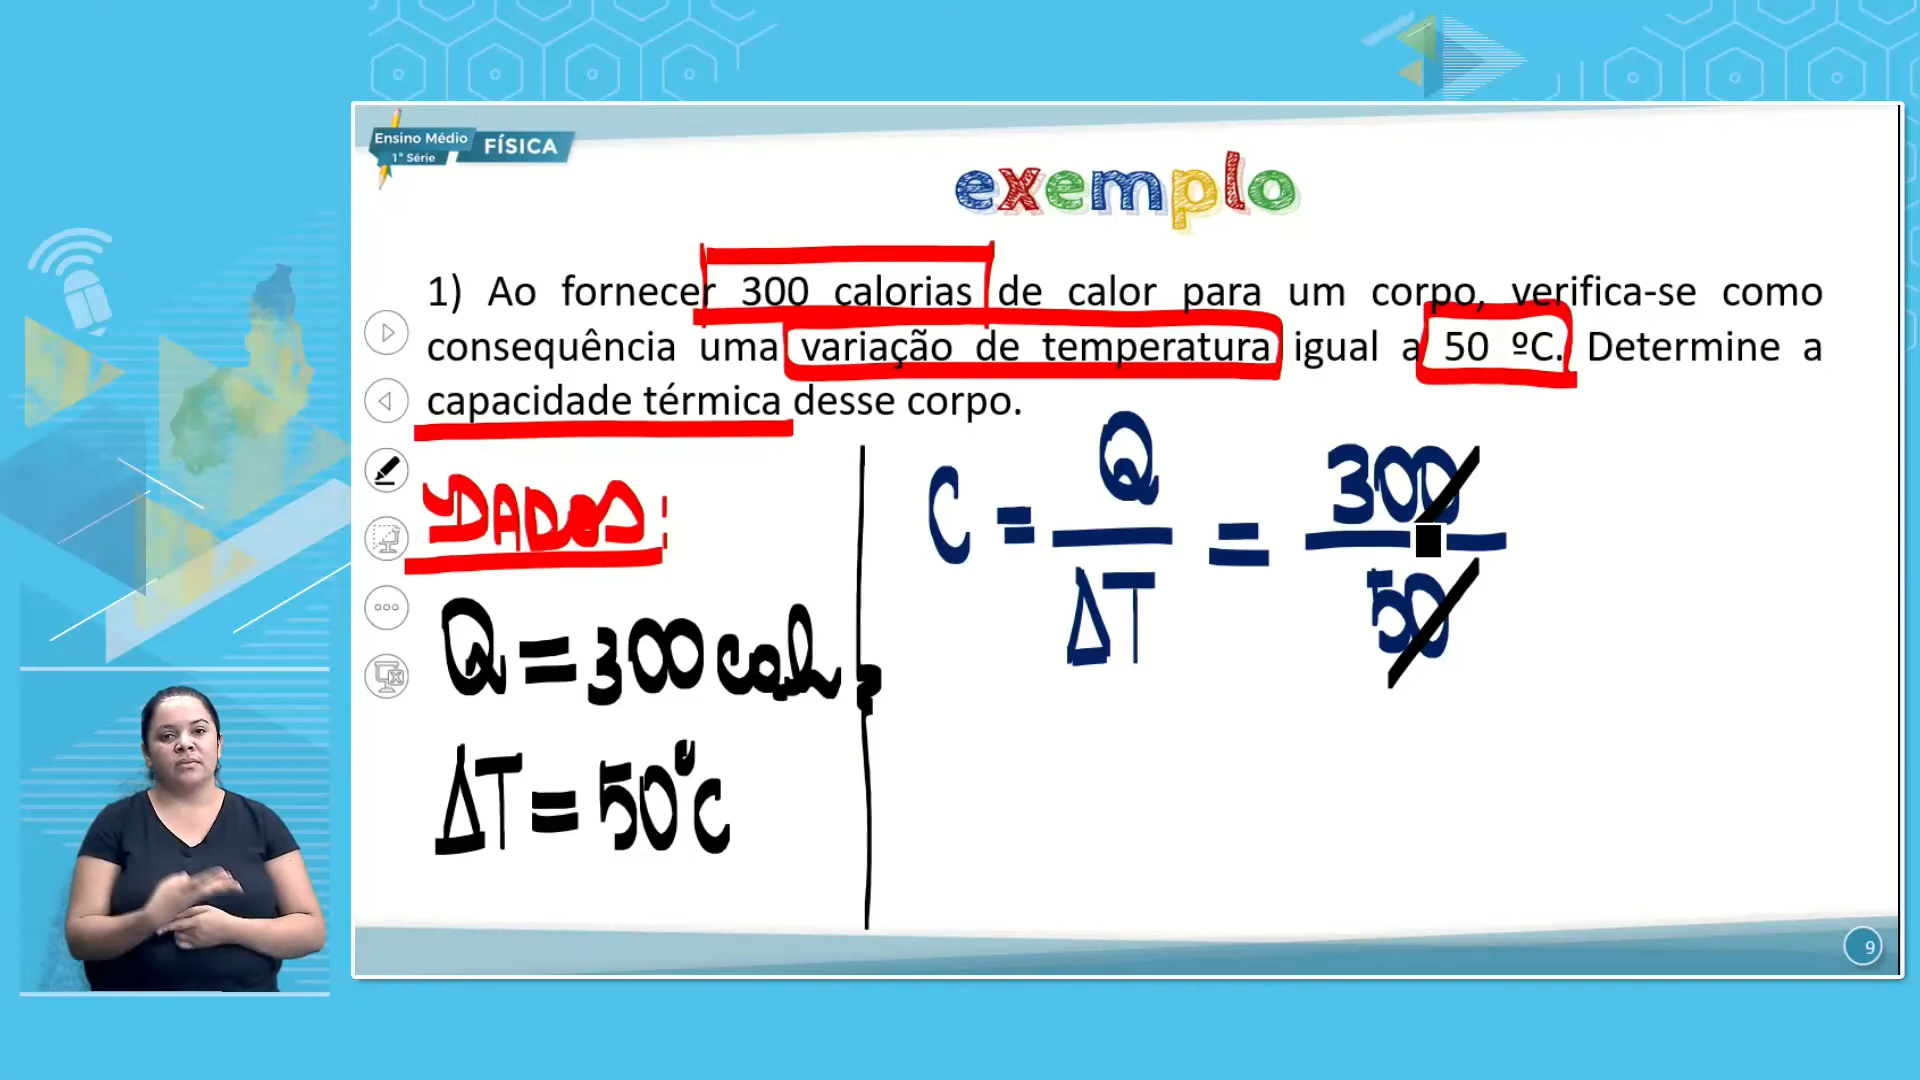 Ensino Médio
1ª Série
FÍSICA
exemplo
1) Ao fornecer 300 calorias de calor para um corpo, verifica-se como
consequência uma variação de temperatura igual a 50 ºC. Determine a
capacidade térmica desse corpo.
DADOS:
Q = 300 cal;
ΔT = 50°C
C = Q/ΔT = 300/50
9